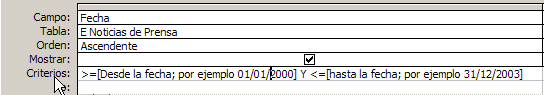 Campo: Fecha
Tabla: E Noticias de Prensa
Orden: Ascendente
Mostrar:
Criterios: >=[Desde la fecha; por ejemplo 01/01/2000] Y <=[hasta la fecha; por ejemplo 31/12/2003]